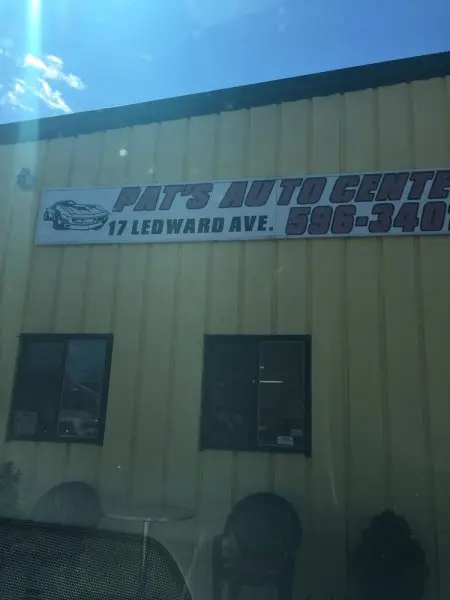 PAT'S AUTO CENTE
17 LEDWARD AVE. 596-340